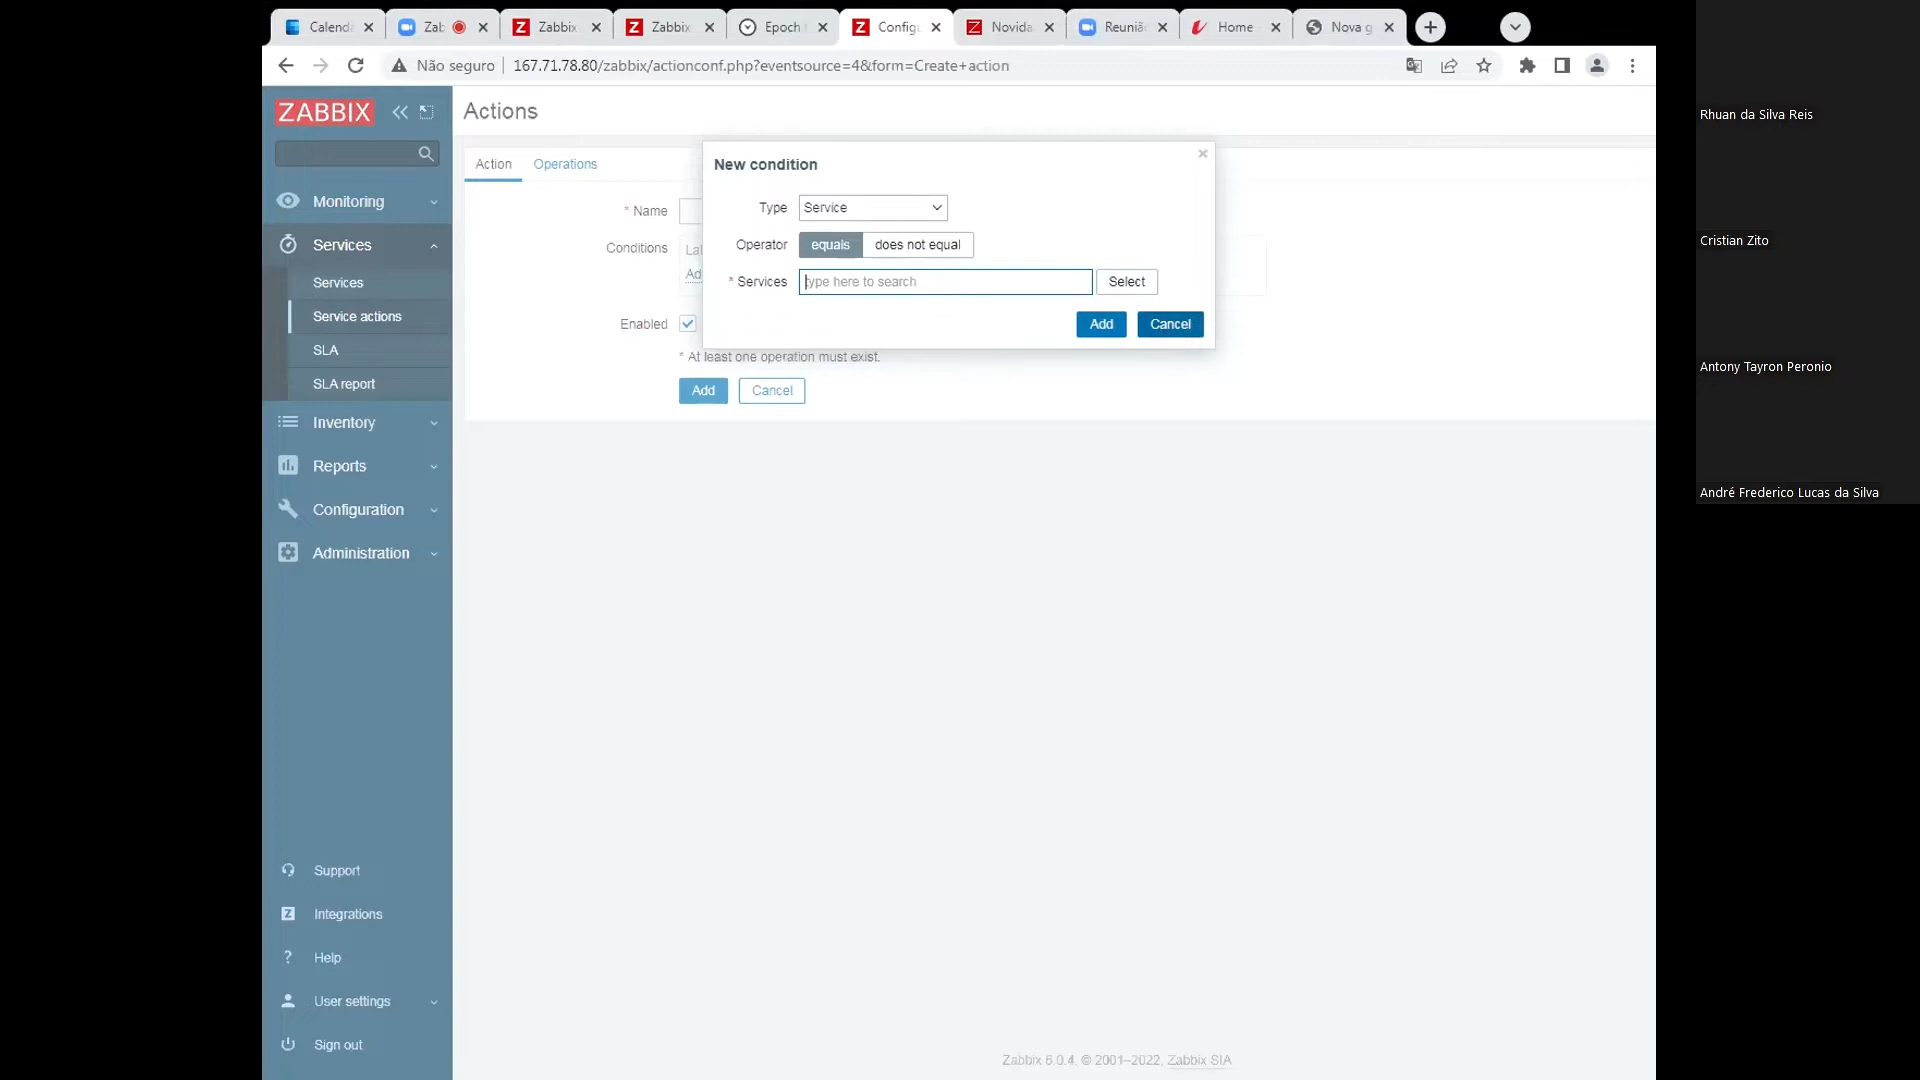 Calenda
Zab
Zabbix
Zabbix
Epoch
Configu
Novida
Reuniã
Home -
Nova g
Não seguro
167.71.78.80/zabbix/actionconf.php?eventsource=4&form=Create+action
ZABBIX
Monitoring
Services
Services
Service actions
SLA
SLA report
Inventory
Reports
Configuration
Administration
Support
Integrations
Help
User settings
Sign out
Actions
Action Operations
* Name
Conditions
Lal
Ad
Enabled
* At least one operation must exist.
Add Cancel
New condition
Type Service
Operator equals does not equal
* Services type here to search Select
Add Cancel
Zabbix 6.0.4. © 2001–2022, Zabbix SIA
Rhuan da Silva Reis
Cristian Zito
Antony Tayron Peronio
André Frederico Lucas da Silva